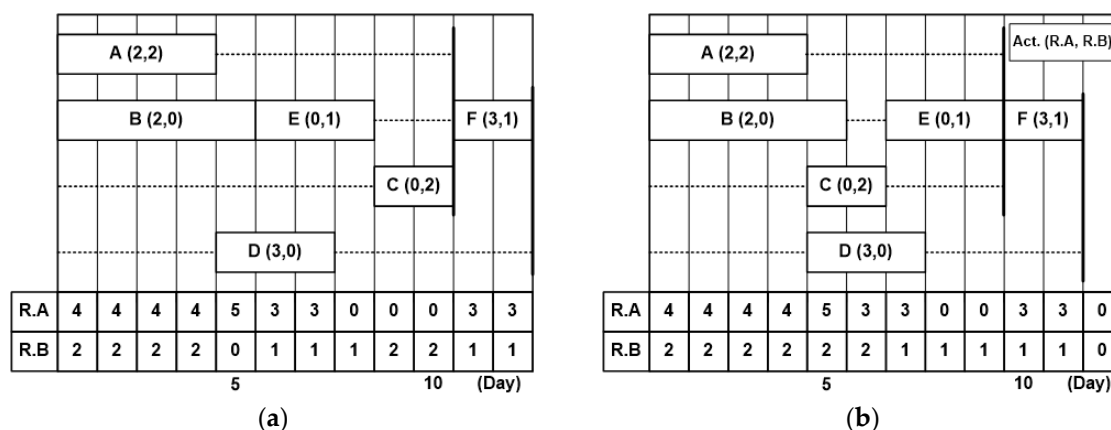 A (2,2)
B (2,0) E (0,1) F (3,1)
C (0,2)
D (3,0)
R.A 4 4 4 4 5 3 3 0 0 0 3 3
R.B 2 2 2 2 0 1 1 1 2 2 1 1
5 10 (Day)
(a)
A (2,2) Act. (R.A, R.B)
B (2,0) E (0,1) F (3,1)
C (0,2)
D (3,0)
R.A 4 4 4 4 5 3 3 0 0 3 3 0
R.B 2 2 2 2 2 2 1 1 1 1 1 0
5 10 (Day)
(b)